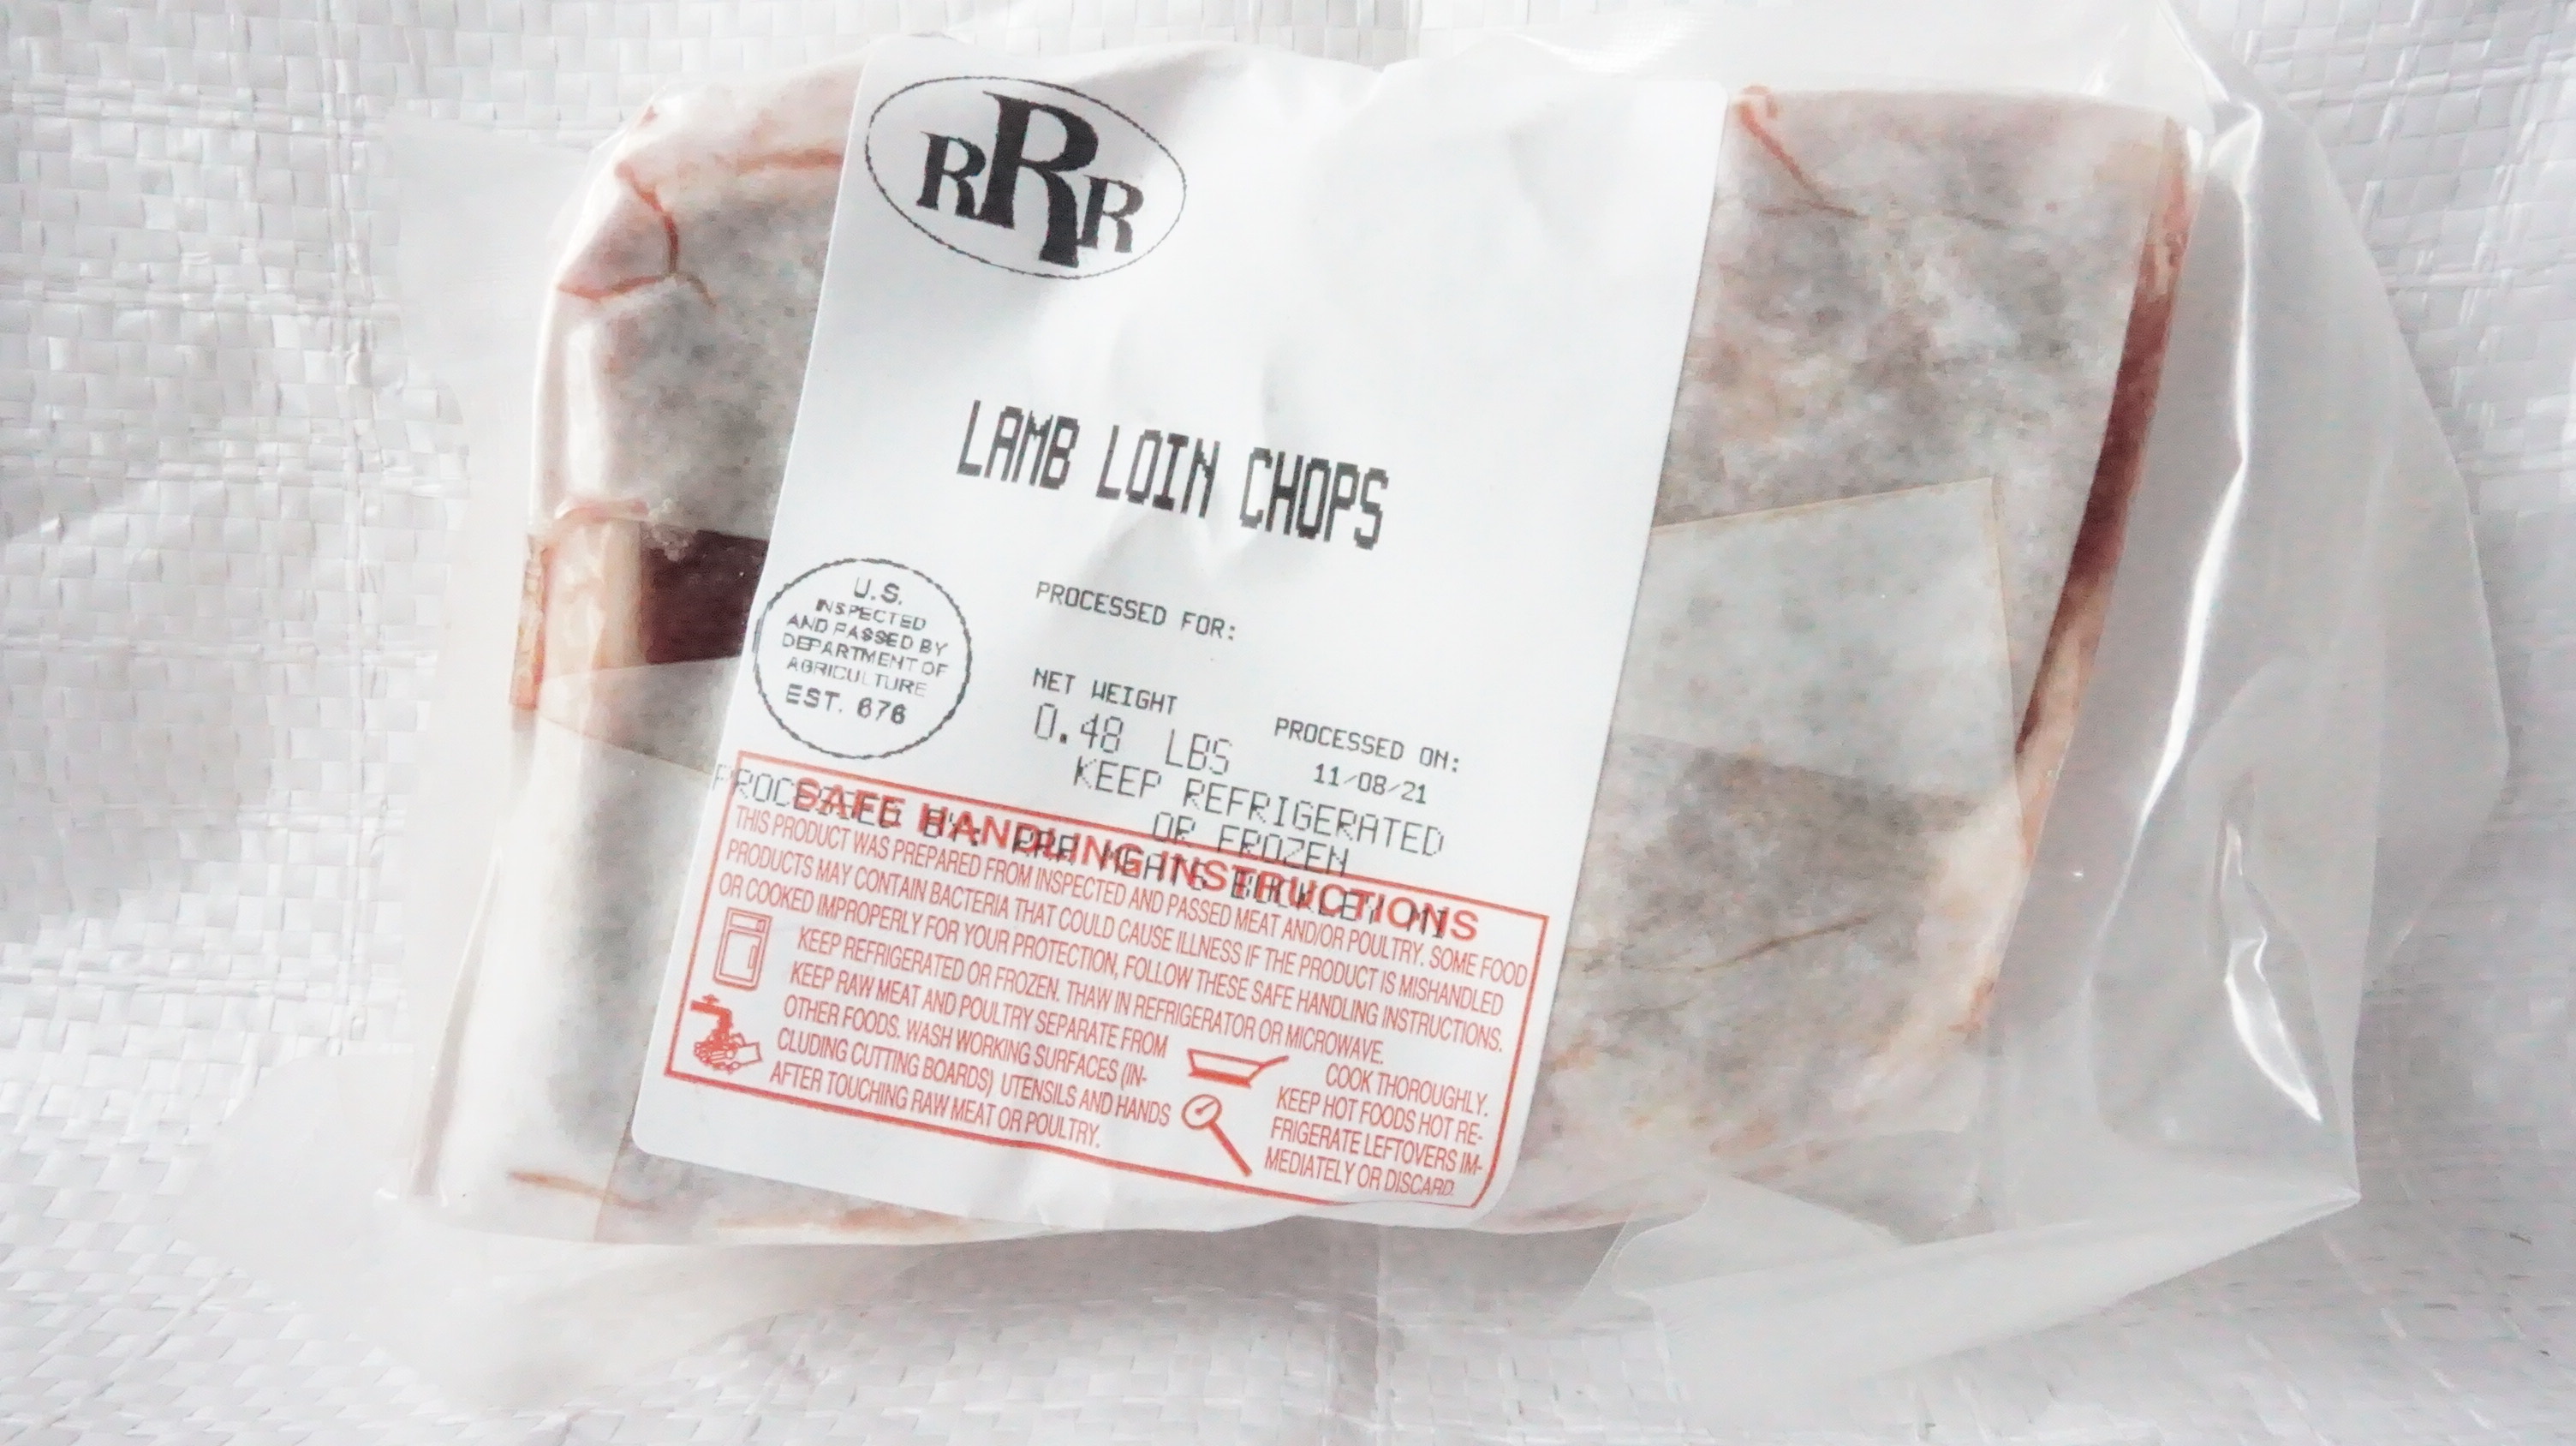 RRR
LAMB LOIN CHOPS
U.S.
INSPECTED
AND PASSED BY
DEPARTMENT OF
AGRICULTURE
EST. 676
PROCESSED FOR:
NET WEIGHT
0.48 LBS
PROCESSED ON:
11/08/21
KEEP REFRIGERATED
OR FROZEN
PROCESSED BY: RRR MEATS BUCKLEY MI
SAFE HANDLING INSTRUCTIONS
THIS PRODUCT WAS PREPARED FROM INSPECTED AND PASSED MEAT AND/OR POULTRY. SOME FOOD
PRODUCTS MAY CONTAIN BACTERIA THAT COULD CAUSE ILLNESS IF THE PRODUCT IS MISHANDLED
OR COOKED IMPROPERLY FOR YOUR PROTECTION, FOLLOW THESE SAFE HANDLING INSTRUCTIONS.
KEEP REFRIGERATED OR FROZEN. THAW IN REFRIGERATOR OR MICROWAVE.
KEEP RAW MEAT AND POULTRY SEPARATE FROM
OTHER FOODS. WASH WORKING SURFACES (IN-
CLUDING CUTTING BOARDS) UTENSILS AND HANDS
AFTER TOUCHING RAW MEAT OR POULTRY.
COOK THOROUGHLY.
KEEP HOT FOODS HOT RE-
FRIGERATE LEFTOVERS IM-
MEDIATELY OR DISCARD.